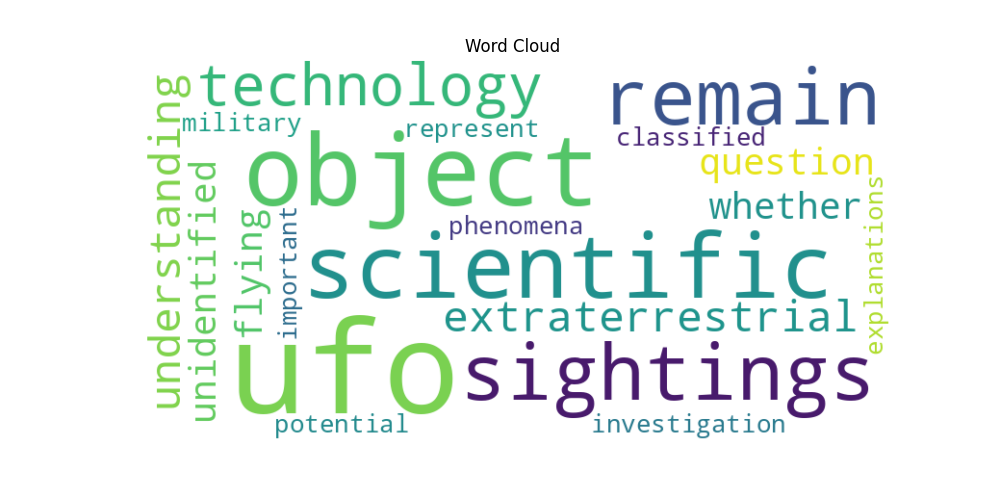 Word Cloud
technology
remain
understanding
military
represent
classified
object
question
unidentified
whether
explanations
flying
important
phenomena
scientific
extraterrestrial
ufo
sightings
potential
investigation